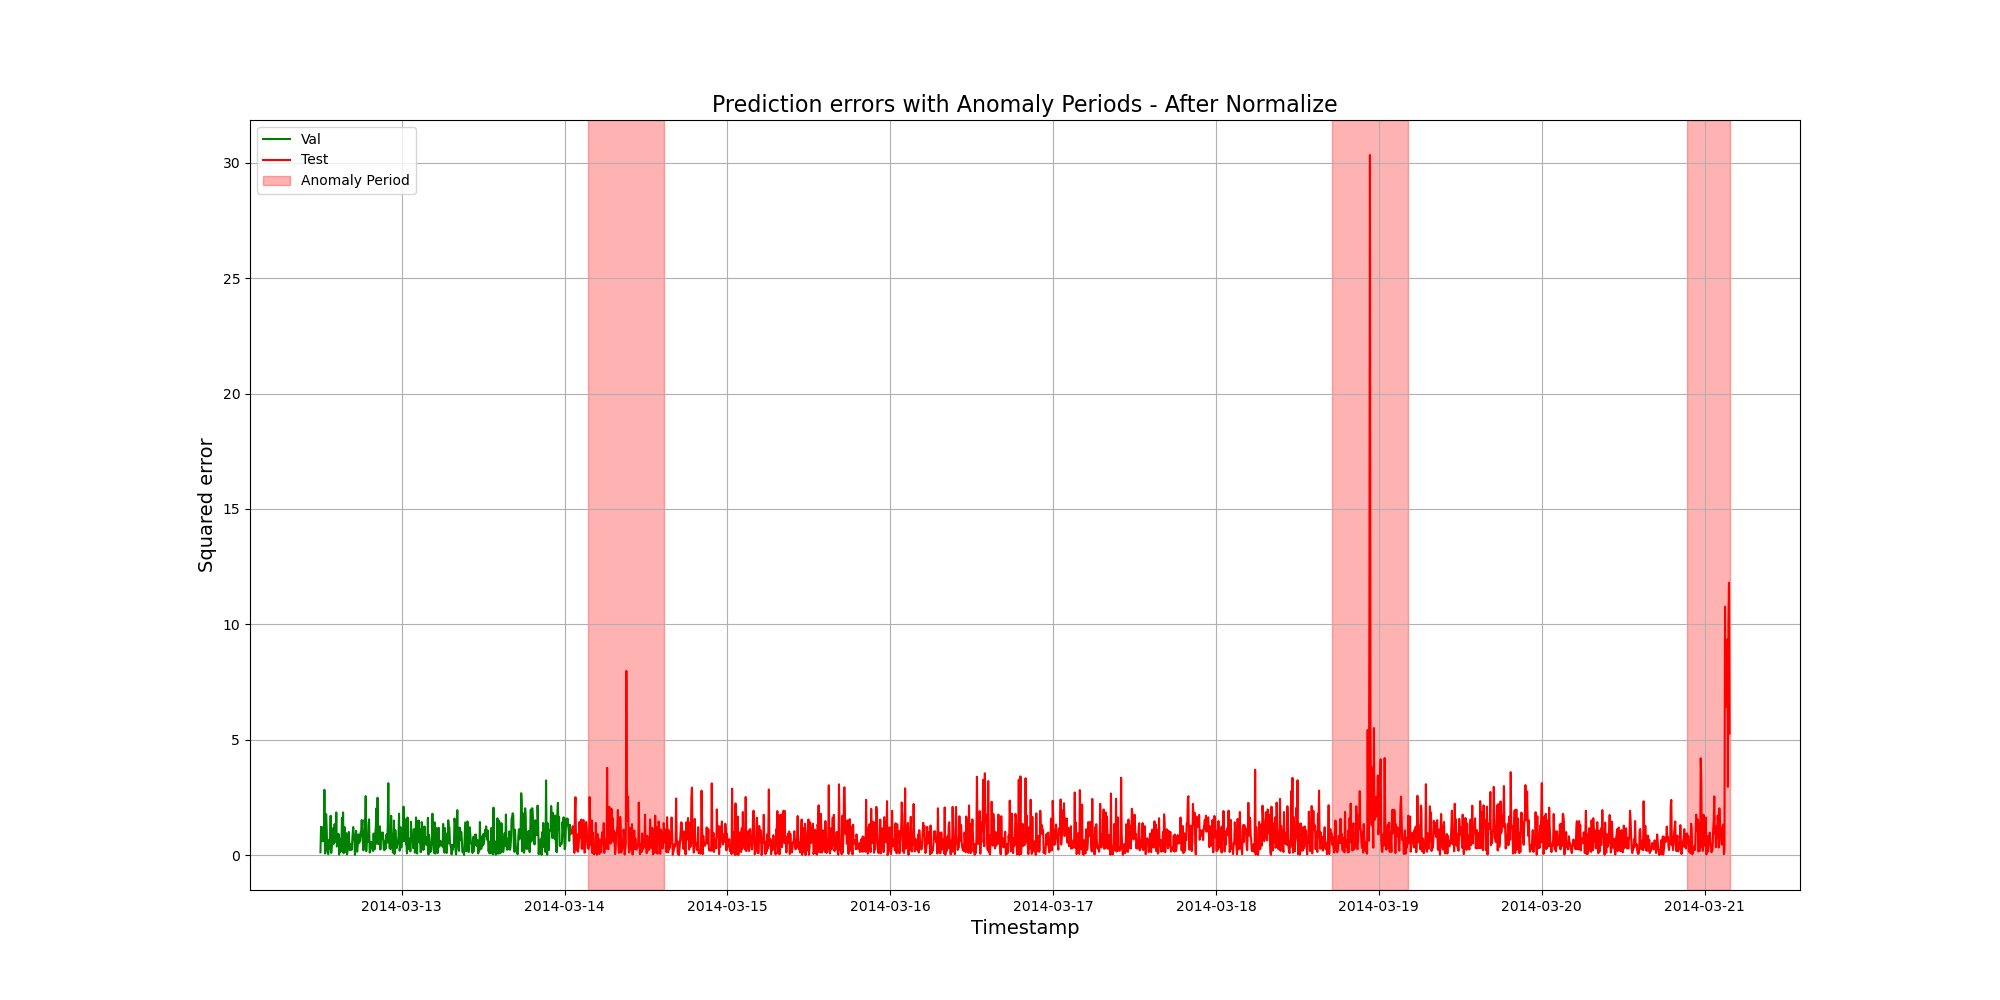 Prediction errors with Anomaly Periods - After Normalize
Val
Test
Anomaly Period
30
25
20
15
10
5
0
Squared error
2014-03-13
2014-03-14
2014-03-15
2014-03-16
2014-03-17
2014-03-18
2014-03-19
2014-03-20
2014-03-21
Timestamp